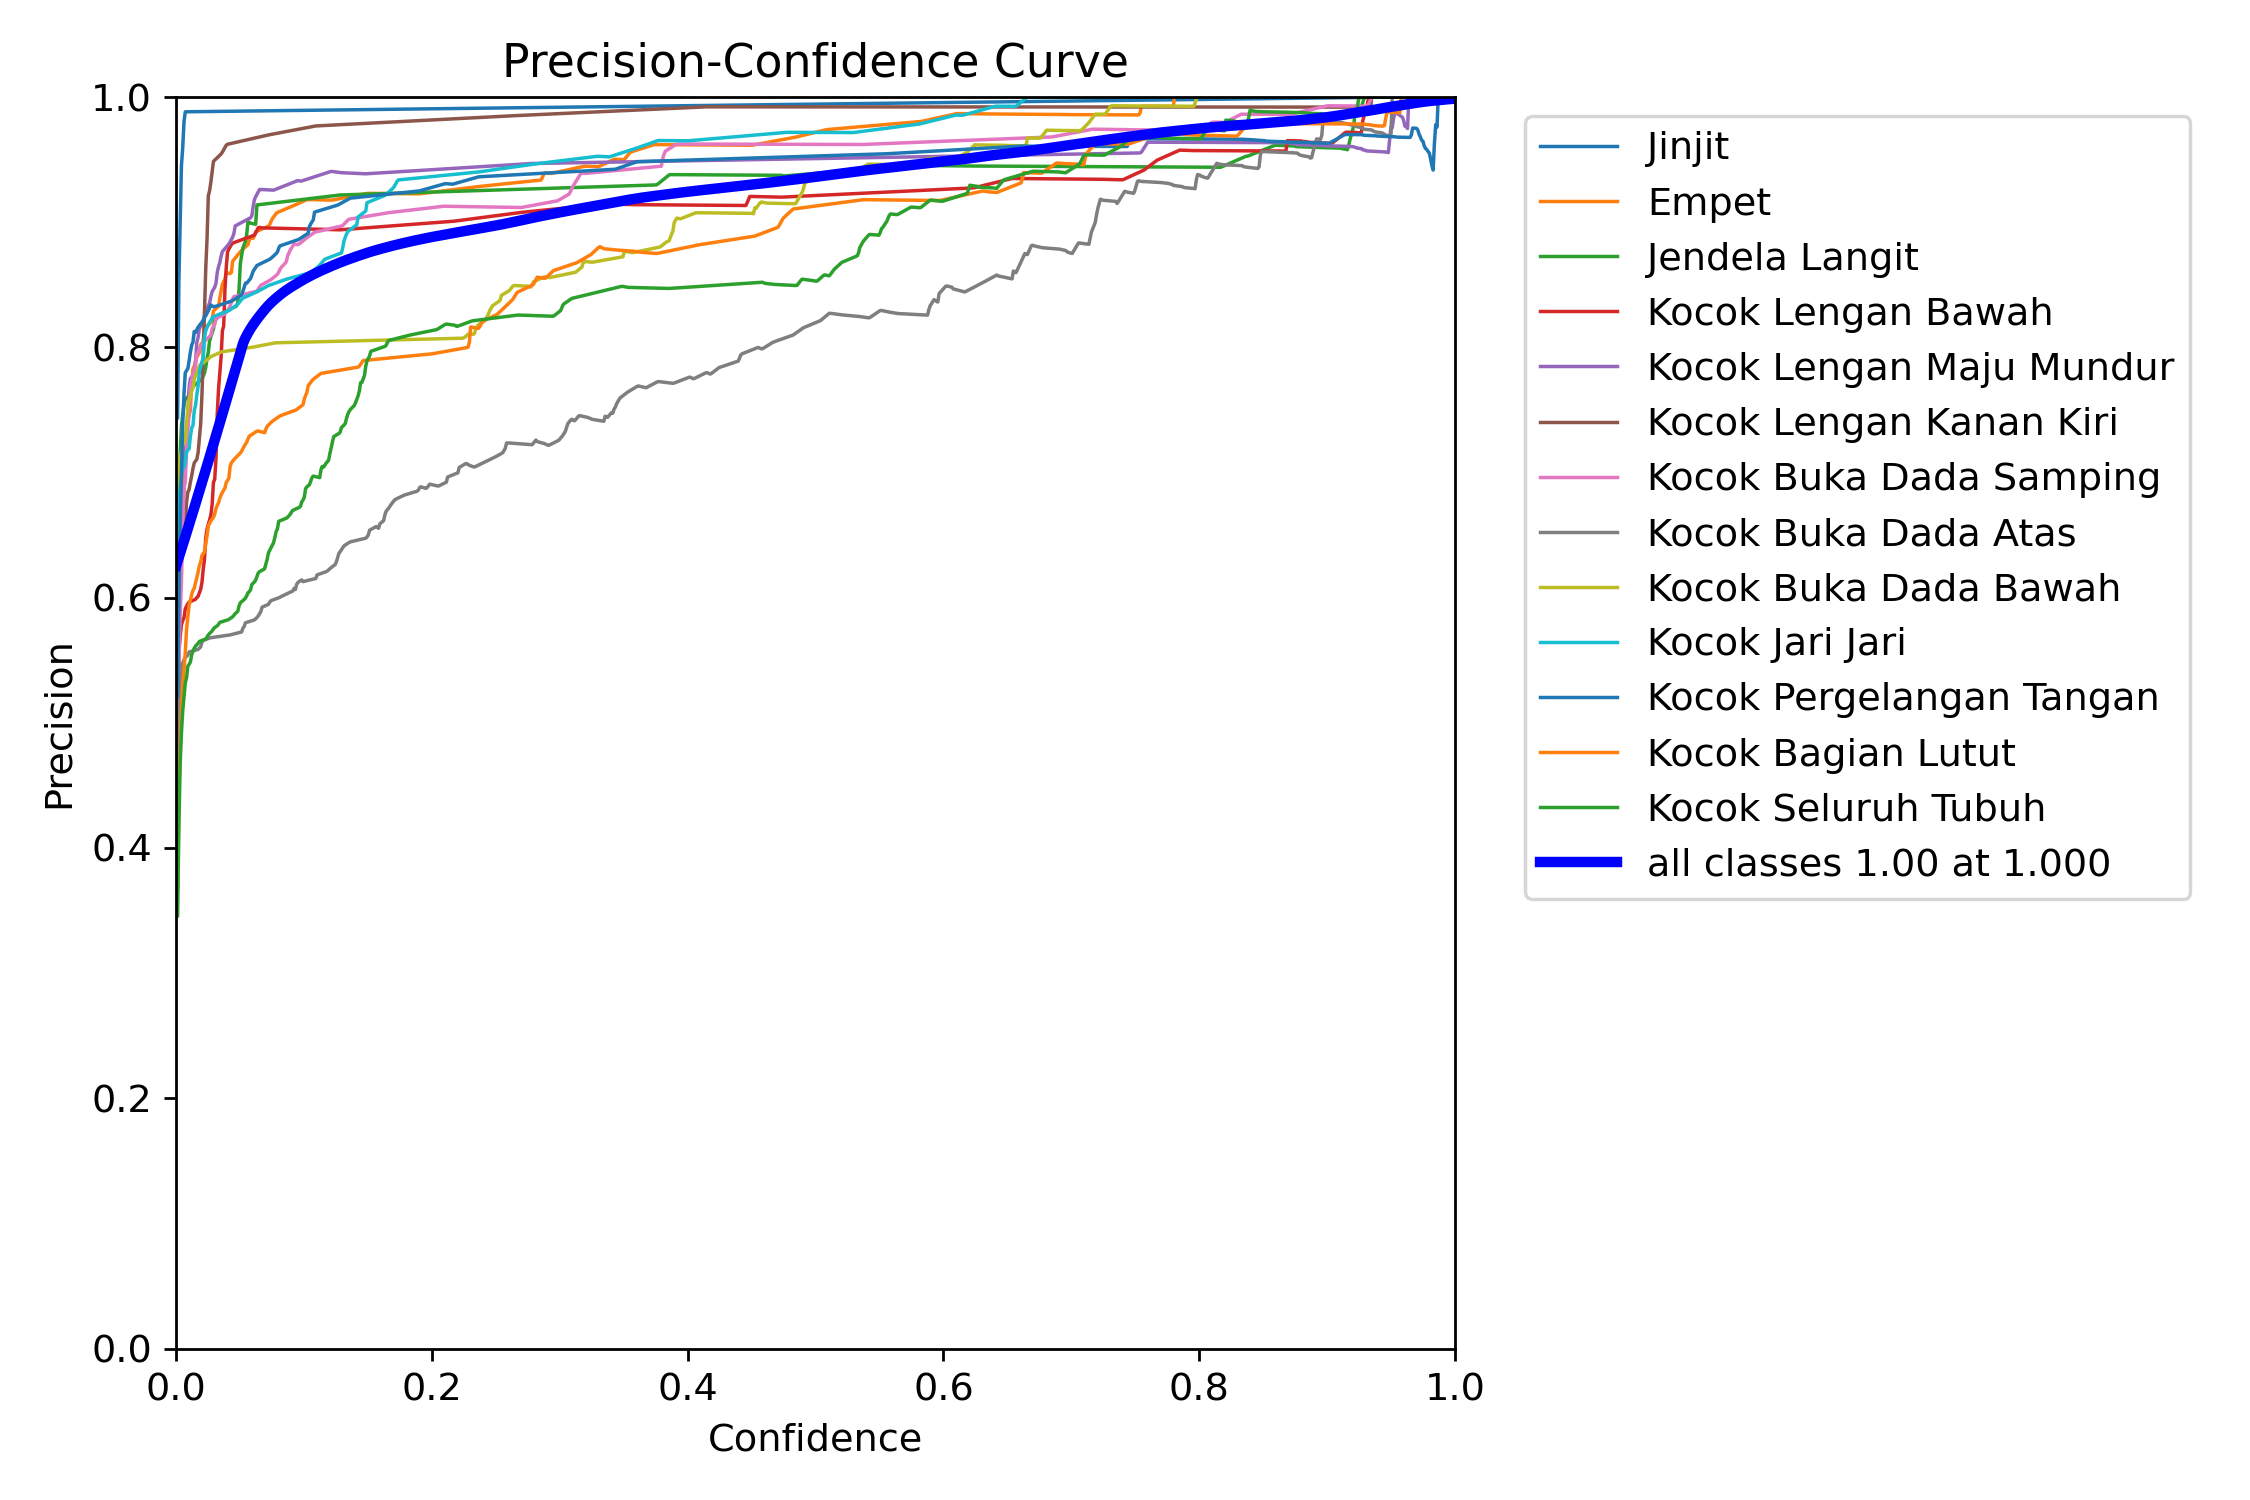 Precision-Confidence Curve
1.0
0.8
0.6
0.4
0.2
0.0
Precision
0.0 0.2 0.4 0.6 0.8 1.0
Confidence
Jinjit
Empet
Jendela Langit
Kocok Lengan Bawah
Kocok Lengan Maju Mundur
Kocok Lengan Kanan Kiri
Kocok Buka Dada Samping
Kocok Buka Dada Atas
Kocok Buka Dada Bawah
Kocok Jari Jari
Kocok Pergelangan Tangan
Kocok Bagian Lutut
Kocok Seluruh Tubuh
all classes 1.00 at 1.000